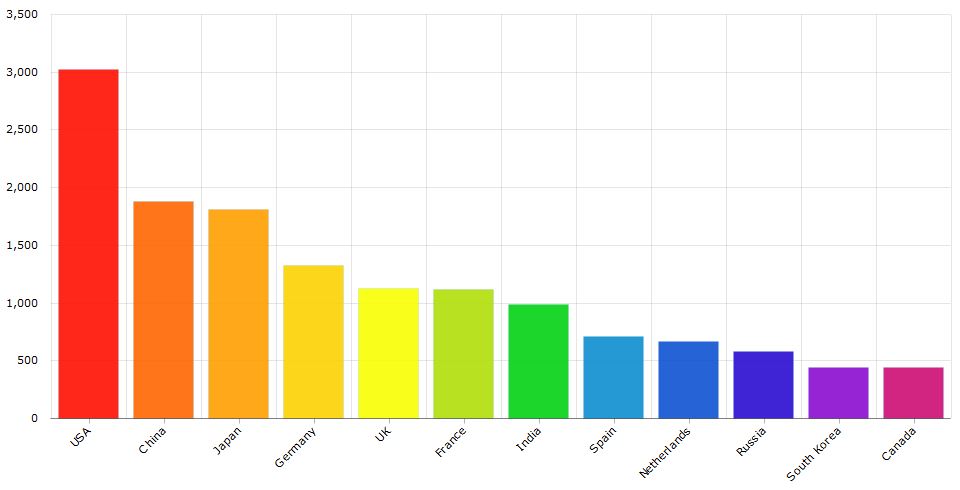 3,500
3,000
2,500
2,000
1,500
1,000
500
0
USA
China
Japan
Germany
UK
France
India
Spain
Netherlands
Russia
South Korea
Canada